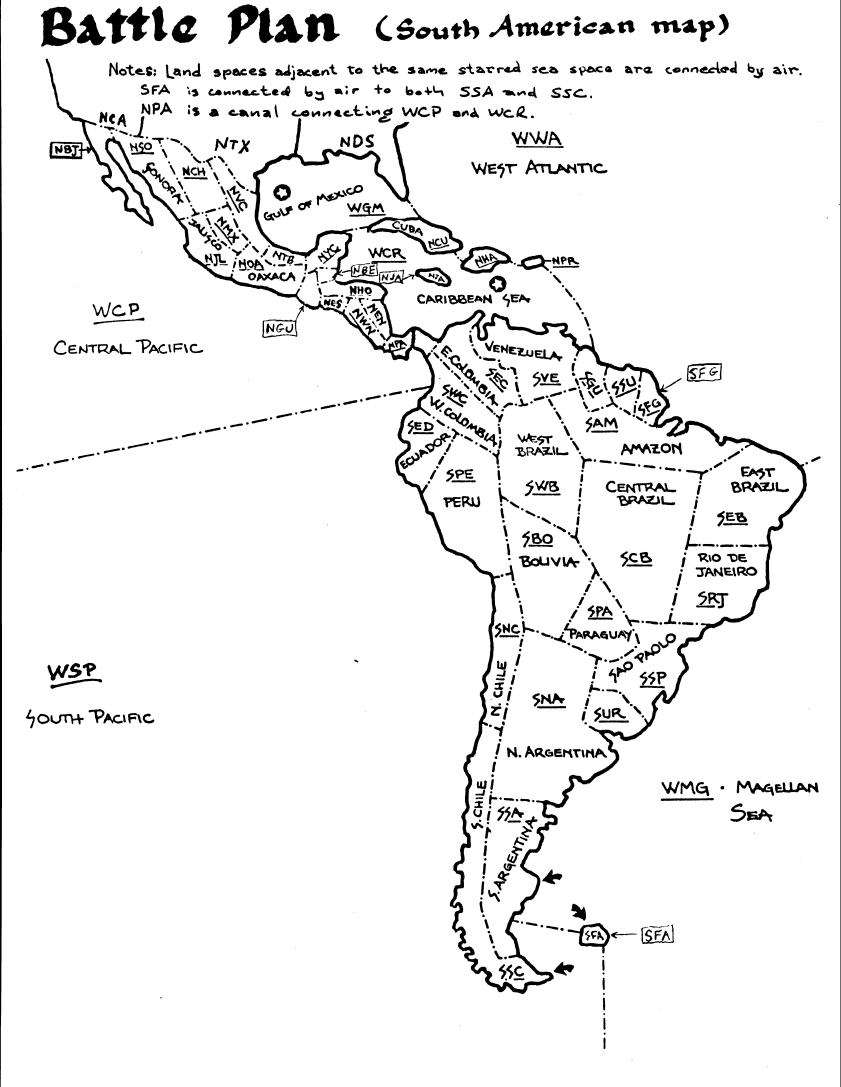 Battle Plan (South American map)
Notes: Land spaces adjacent to the same starred sea space are connected by air.
SFA is connected by air to both SSA and SSC.
NPA is a canal connecting WCP and WCR.
NCA
NTX
NDS
WWA
WEST ATLANTIC
NBJ
NSO
SONORA
NCH
NVC
GULF OF MEXICO
WGM
JALISCO
NMX
NJL
NOA
OAXACA
NTB
NYC
CUBA
NCU
WCR
NBE
NJA
NJA
NHA
NPR
CARIBBEAN SEA
NHO
NES
NEN
NWN
NGU
NPA
WCP
CENTRAL PACIFIC
E. COLOMBIA
SEC
VENEZUELA
SVE
SGU
SSU
SFG
SFG
SWC
W. COLOMBIA
SED
ECUADOR
SAM
AMAZON
WEST
BRAZIL
SWB
SPE
PERU
CENTRAL
BRAZIL
SCB
EAST
BRAZIL
SEB
SBO
BOLIVIA
RIO DE
JANEIRO
SRJ
SPA
PARAGUAY
SNC
N. CHILE
SAO PAOLO
SSP
WSP
SOUTH PACIFIC
SNA
N. ARGENTINA
SUR
WMG · MAGELLAN
SEA
S. CHILE
SSA
S. ARGENTINA
SFA
SFA
SSC